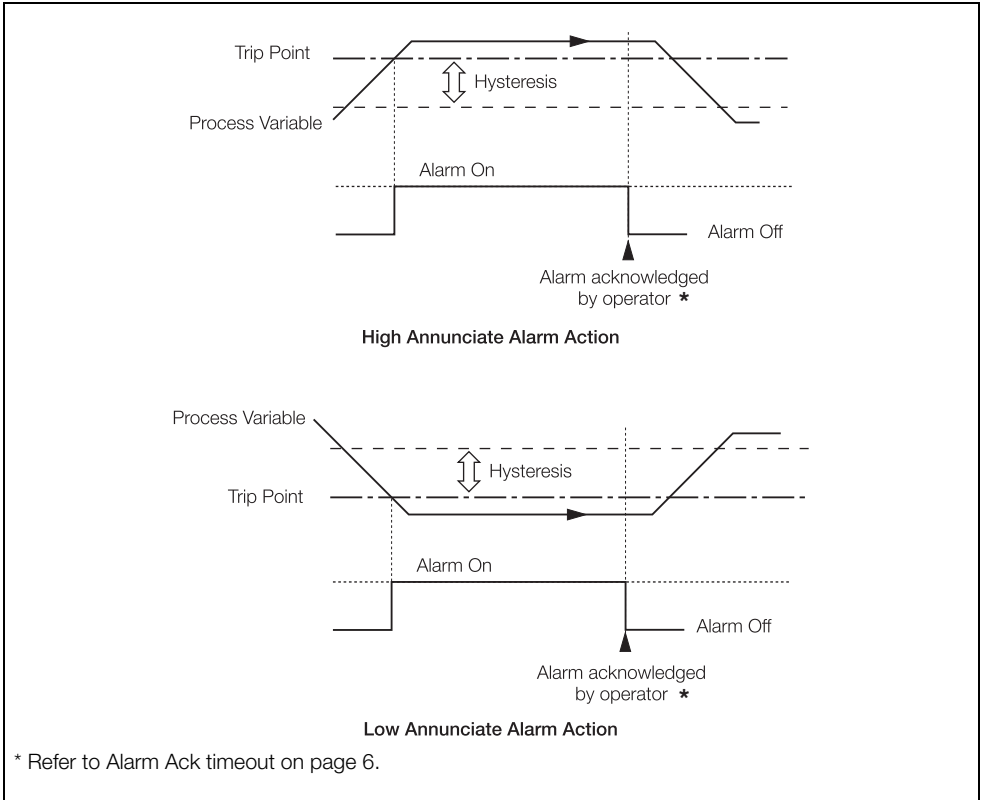 Trip Point
Hysteresis
Process Variable
Alarm On
Alarm Off
Alarm acknowledged
by operator *
High Annunciate Alarm Action
Process Variable
Hysteresis
Trip Point
Alarm On
Alarm Off
Alarm acknowledged
by operator *
Low Annunciate Alarm Action
* Refer to Alarm Ack timeout on page 6.